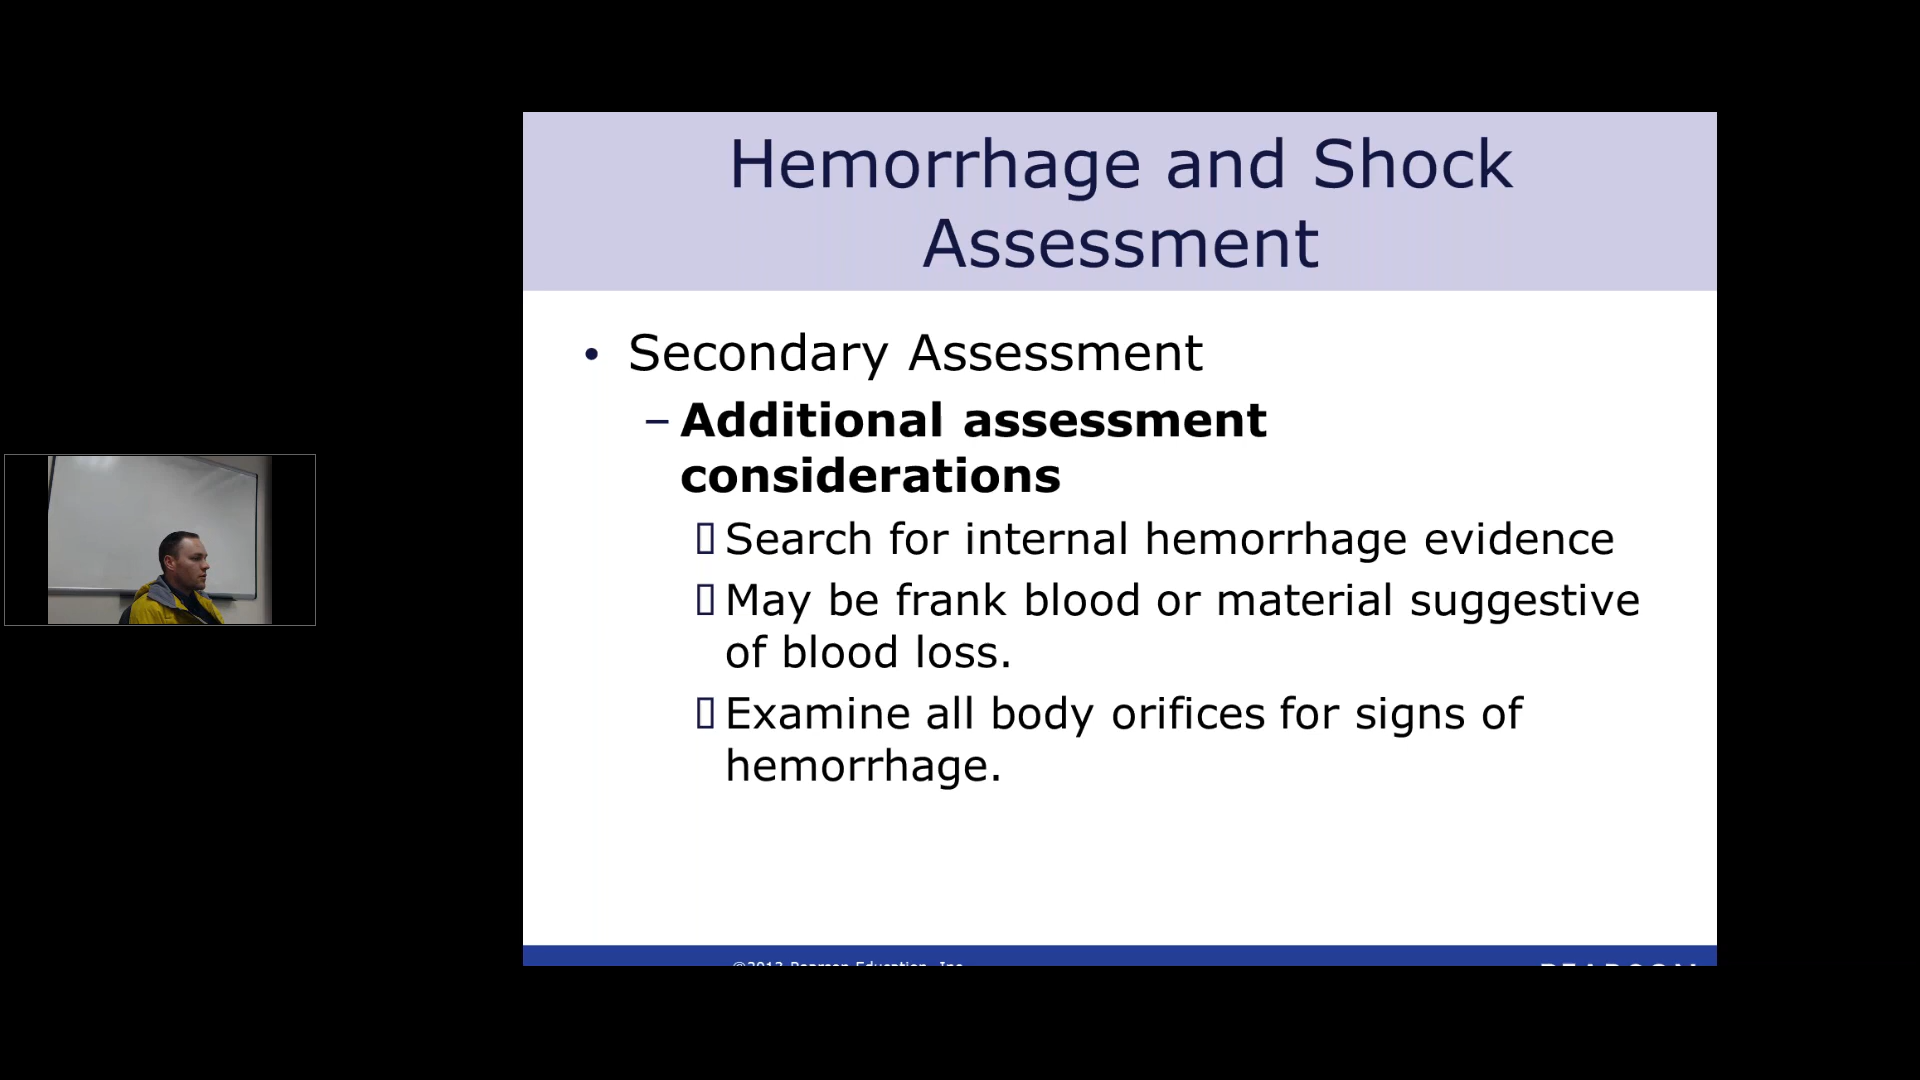 Hemorrhage and Shock
Assessment
• Secondary Assessment
– Additional assessment
considerations
▯ Search for internal hemorrhage evidence
▯ May be frank blood or material suggestive
of blood loss.
▯ Examine all body orifices for signs of
hemorrhage.
©2013 Pearson Education, Inc.
PEARSON